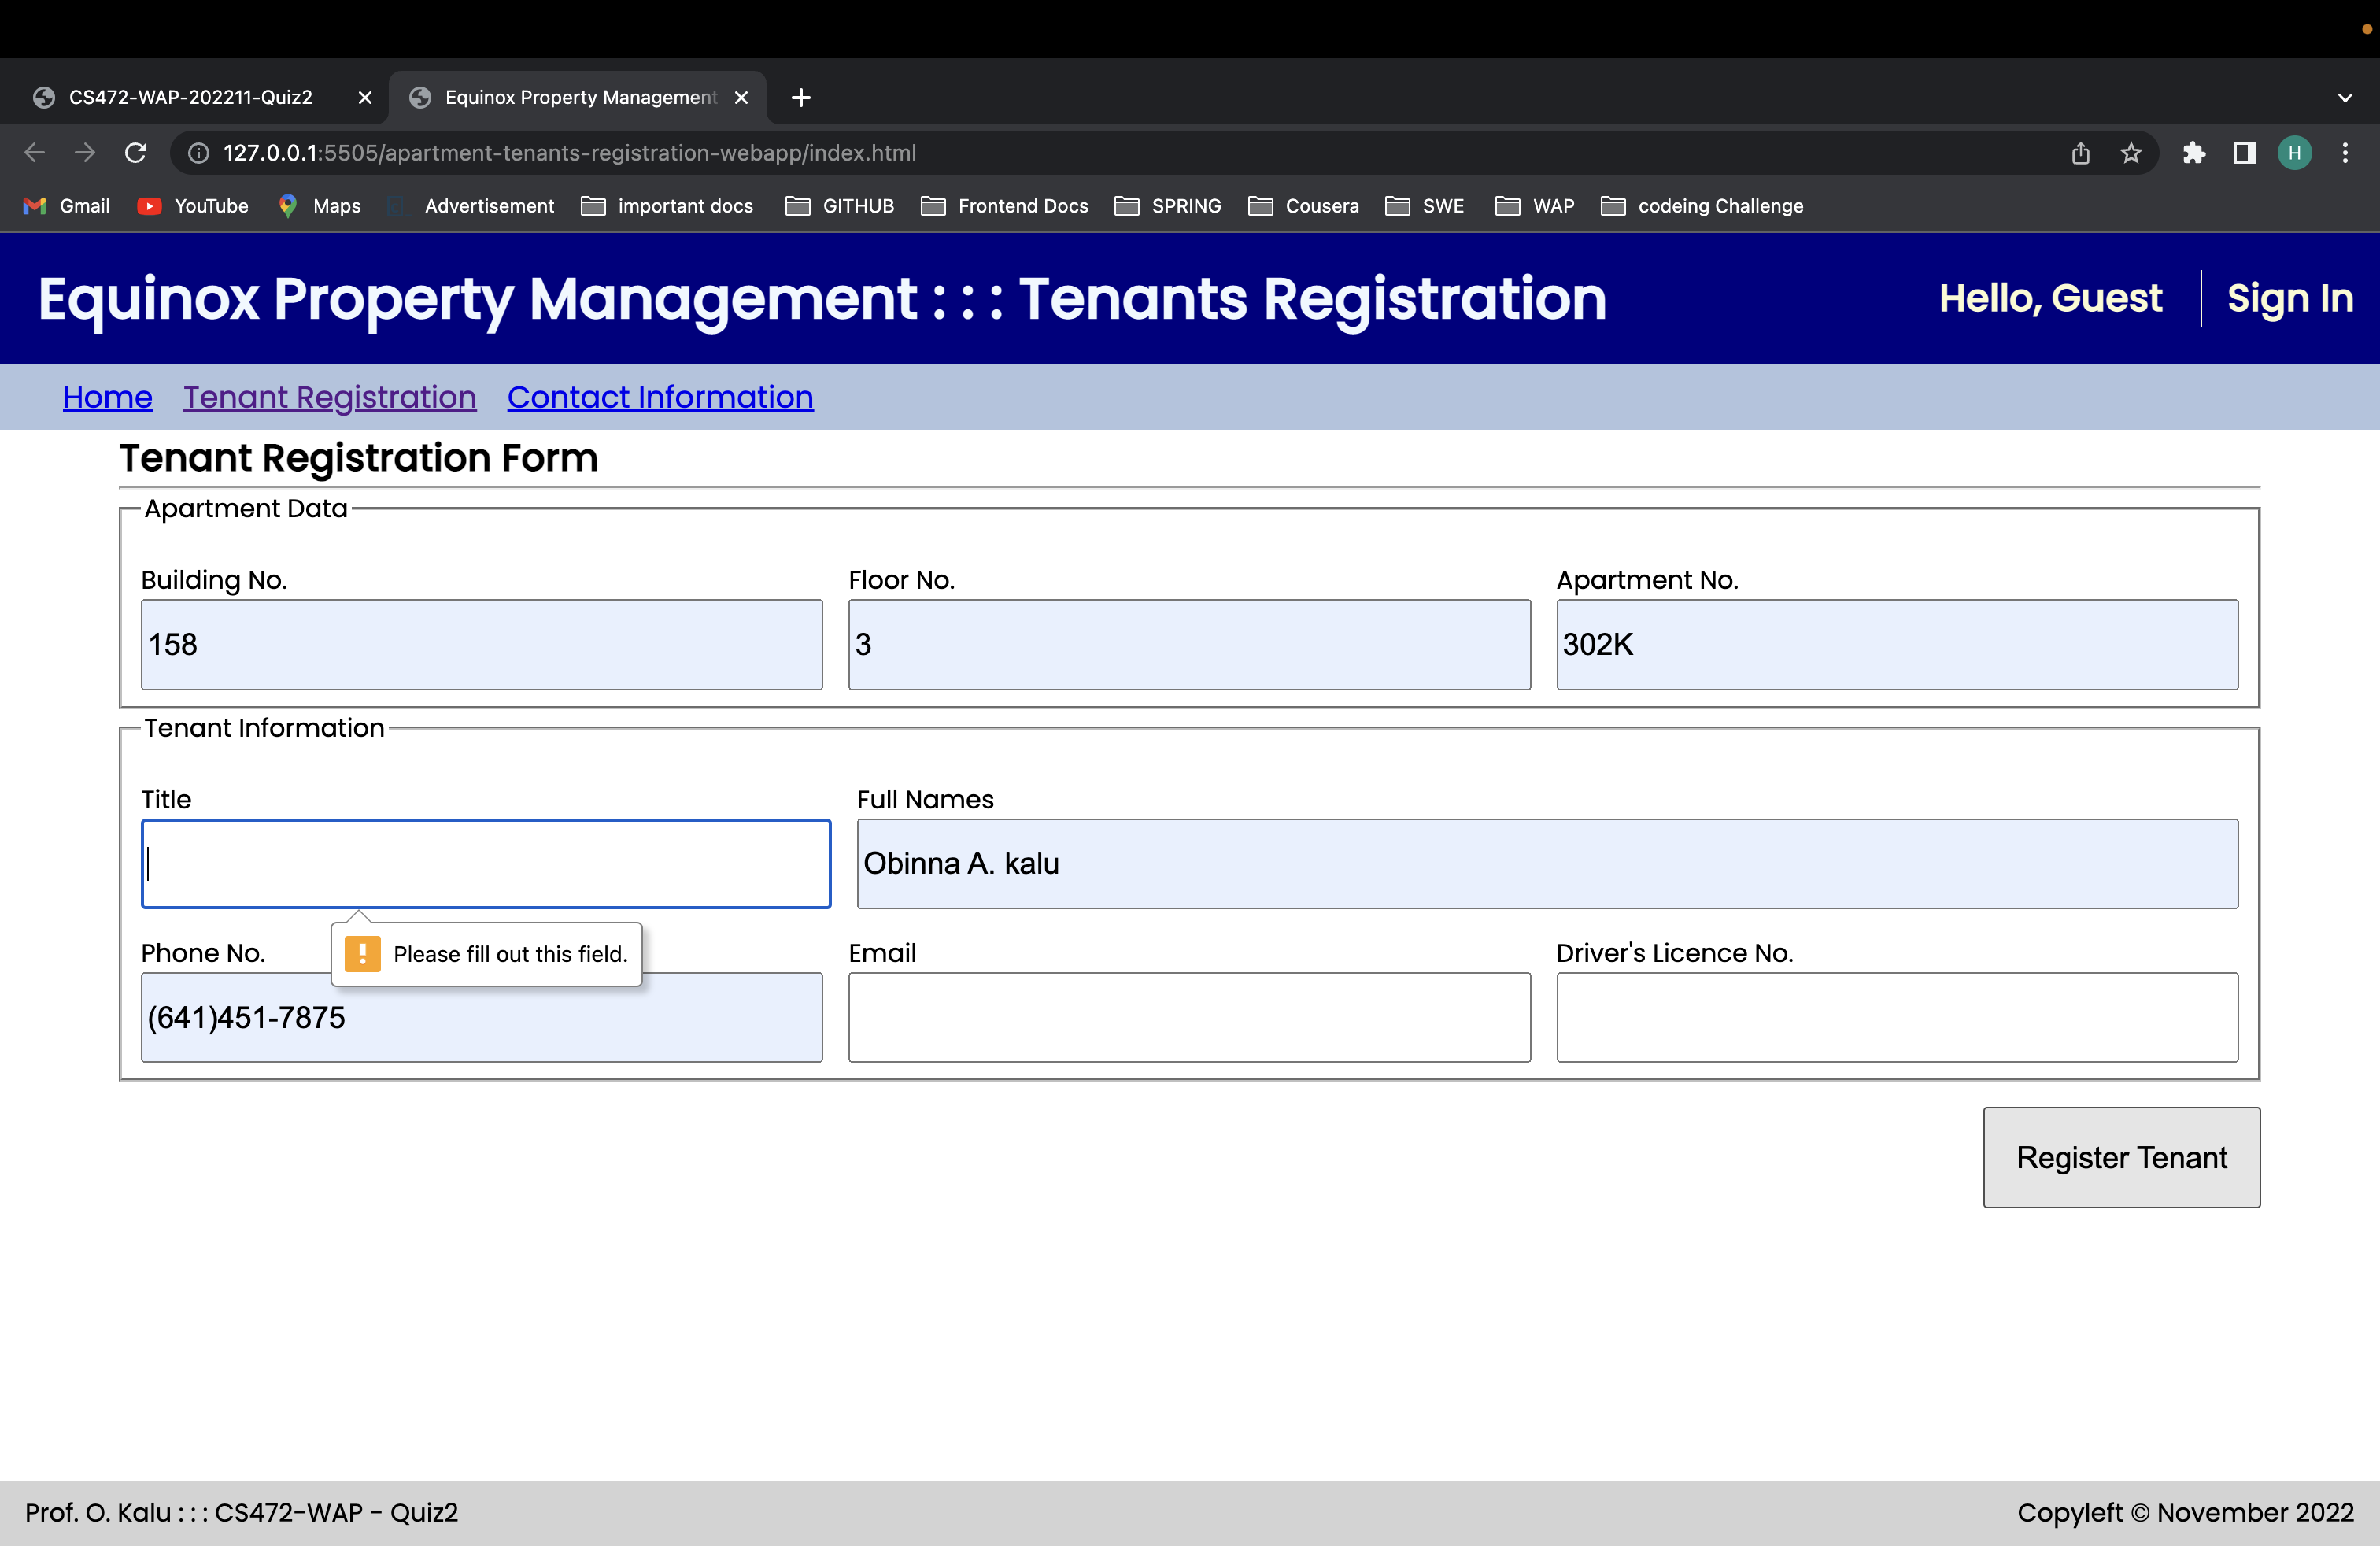 CS472-WAP-202211-Quiz2
Equinox Property Management
127.0.0.1:5505/apartment-tenants-registration-webapp/index.html
H
Gmail YouTube Maps Advertisement important docs GITHUB Frontend Docs SPRING Cousera SWE WAP codeing Challenge
Equinox Property Management : : : Tenants Registration Hello, Guest Sign In
Home Tenant Registration Contact Information
Tenant Registration Form
Apartment Data
Building No. Floor No. Apartment No.
158 3 302K
Tenant Information
Title Full Names
Obinna A. kalu
Phone No. Please fill out this field. Email Driver's Licence No.
(641)451-7875
Register Tenant
Prof. O. Kalu : : : CS472-WAP - Quiz2 Copyleft © November 2022